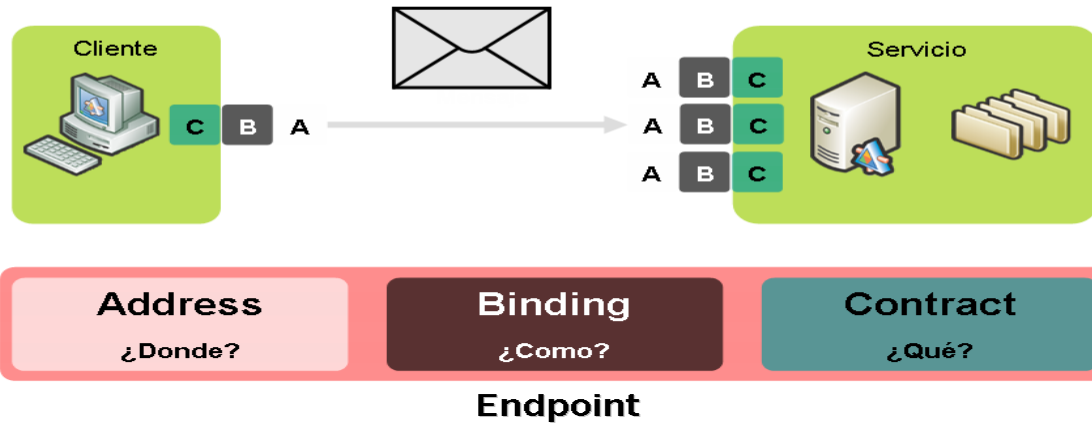 Cliente
Servicio
A B C
C B A
A B C
A B C
Address
Binding
Contract
¿Donde?
¿Como?
¿Qué?
Endpoint